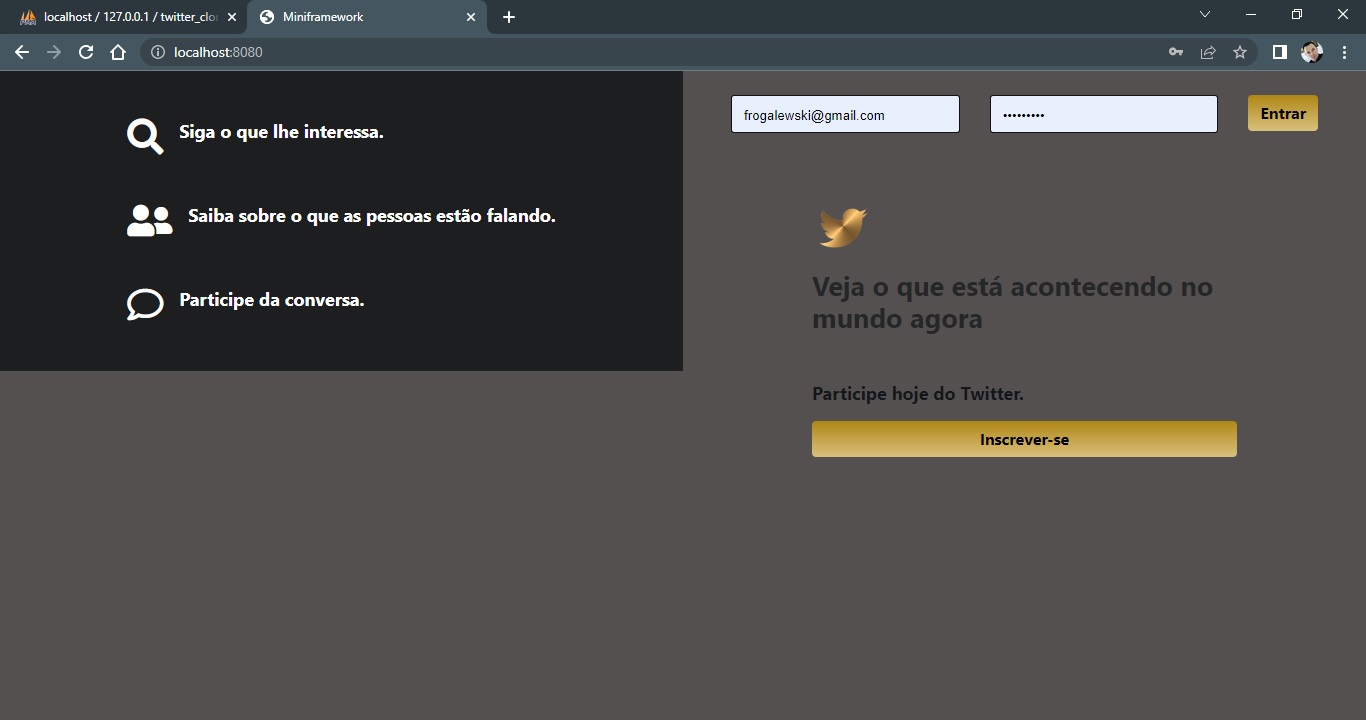 localhost / 127.0.0.1 / twitter_clo
Miniframework
localhost:8080
Siga o que lhe interessa.
Saiba sobre o que as pessoas estão falando.
Participe da conversa.
frogalewski@gmail.com
•••••••••
Entrar
Veja o que está acontecendo no
mundo agora
Participe hoje do Twitter.
Inscrever-se